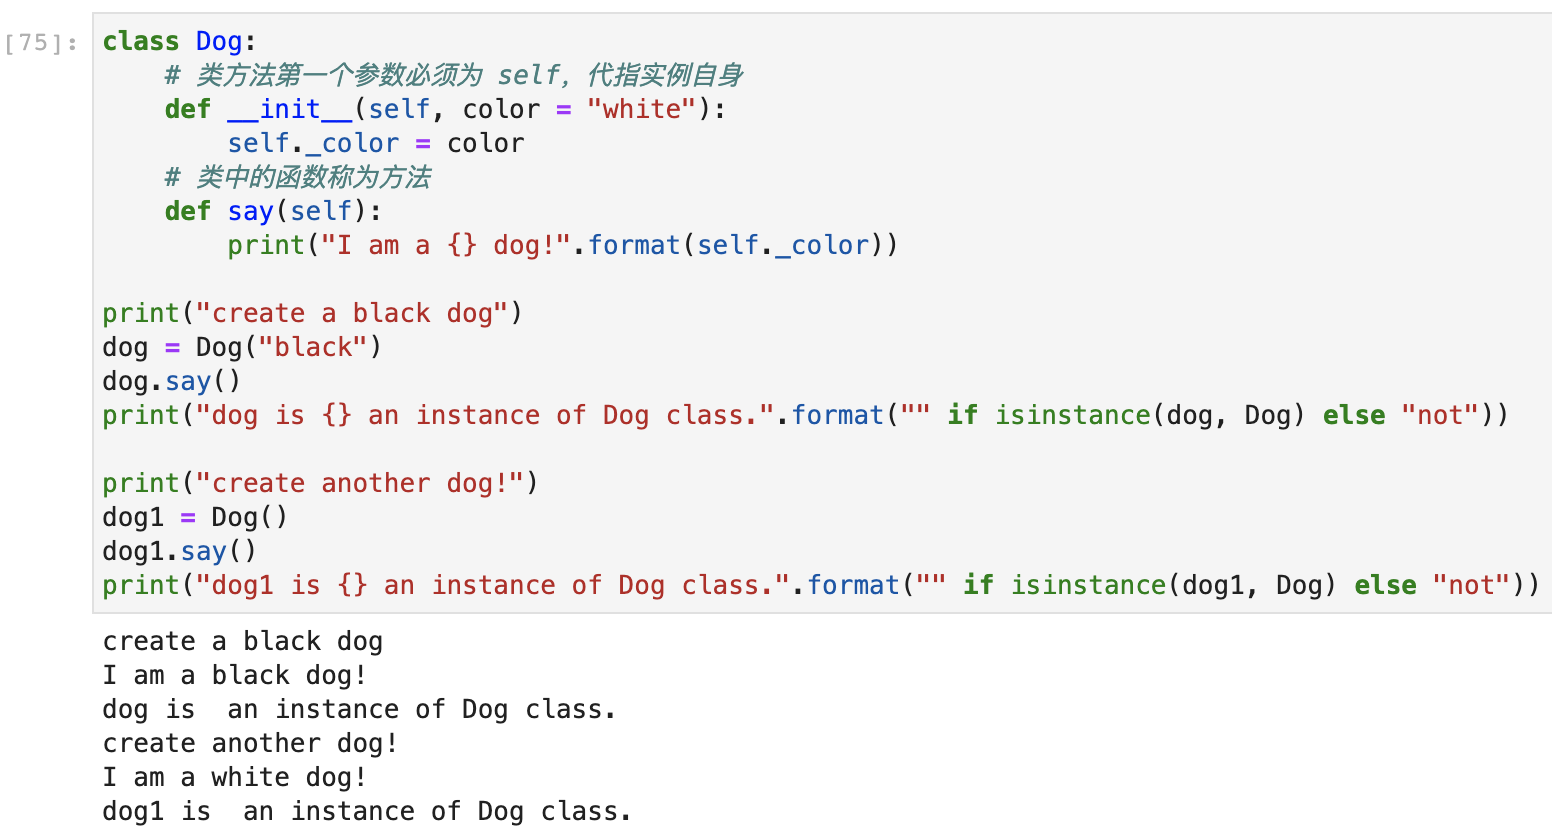 [75]:
class Dog:
    # 类方法第一个参数必须为 self，代指实例自身
    def __init__(self, color = "white"):
        self._color = color
    # 类中的函数称为方法
    def say(self):
        print("I am a {} dog!".format(self._color))

print("create a black dog")
dog = Dog("black")
dog.say()
print("dog is {} an instance of Dog class.".format("" if isinstance(dog, Dog) else "not"))

print("create another dog!")
dog1 = Dog()
dog1.say()
print("dog1 is {} an instance of Dog class.".format("" if isinstance(dog1, Dog) else "not"))
create a black dog
I am a black dog!
dog is  an instance of Dog class.
create another dog!
I am a white dog!
dog1 is  an instance of Dog class.